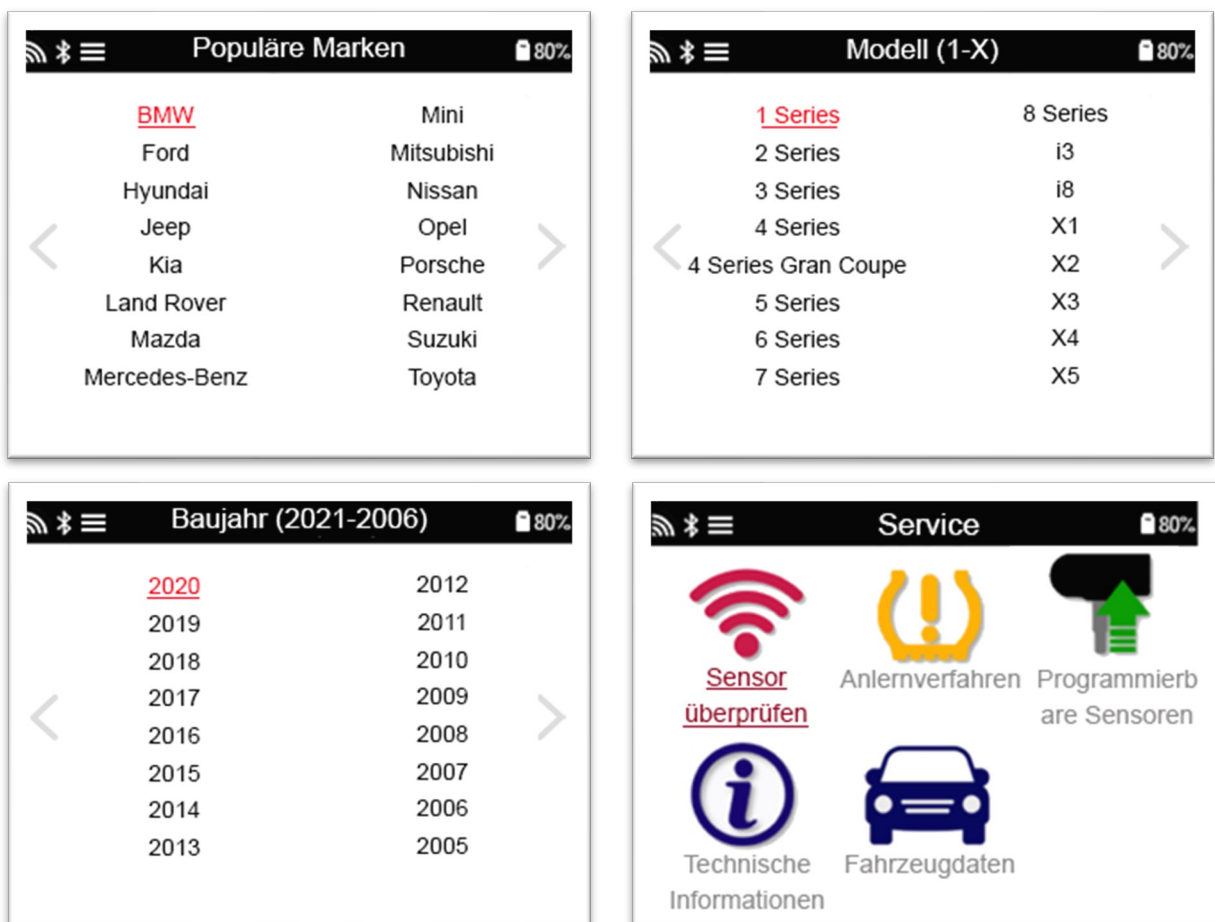 Populäre Marken
80%
BMW
Mini
Ford
Mitsubishi
Hyundai
Nissan
Jeep
Opel
Kia
Porsche
Land Rover
Renault
Mazda
Suzuki
Mercedes-Benz
Toyota
Modell (1-X)
80%
1 Series
8 Series
2 Series
i3
3 Series
i8
4 Series
X1
4 Series Gran Coupe
X2
5 Series
X3
6 Series
X4
7 Series
X5
Baujahr (2021-2006)
80%
2020
2012
2019
2011
2018
2010
2017
2009
2016
2008
2015
2007
2014
2006
2013
2005
Service
80%
Sensor
überprüfen
Anlernverfahren
Programmierb
are Sensoren
Technische
Informationen
Fahrzeugdaten